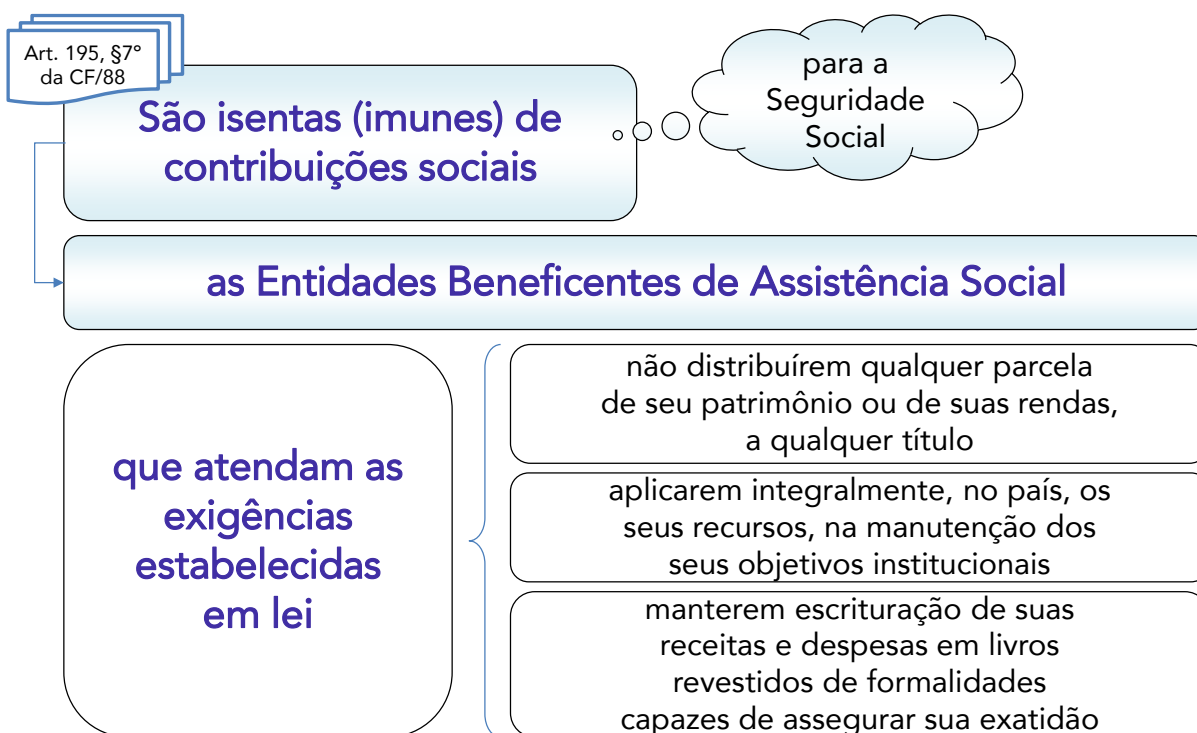 Art. 195, §7°
da CF/88
São isentas (imunes) de
contribuições sociais
para a
Seguridade
Social
as Entidades Beneficentes de Assistência Social
que atendam as
exigências
estabelecidas
em lei
não distribuírem qualquer parcela
de seu patrimônio ou de suas rendas,
a qualquer título
aplicarem integralmente, no país, os
seus recursos, na manutenção dos
seus objetivos institucionais
manterem escrituração de suas
receitas e despesas em livros
revestidos de formalidades
capazes de assegurar sua exatidão